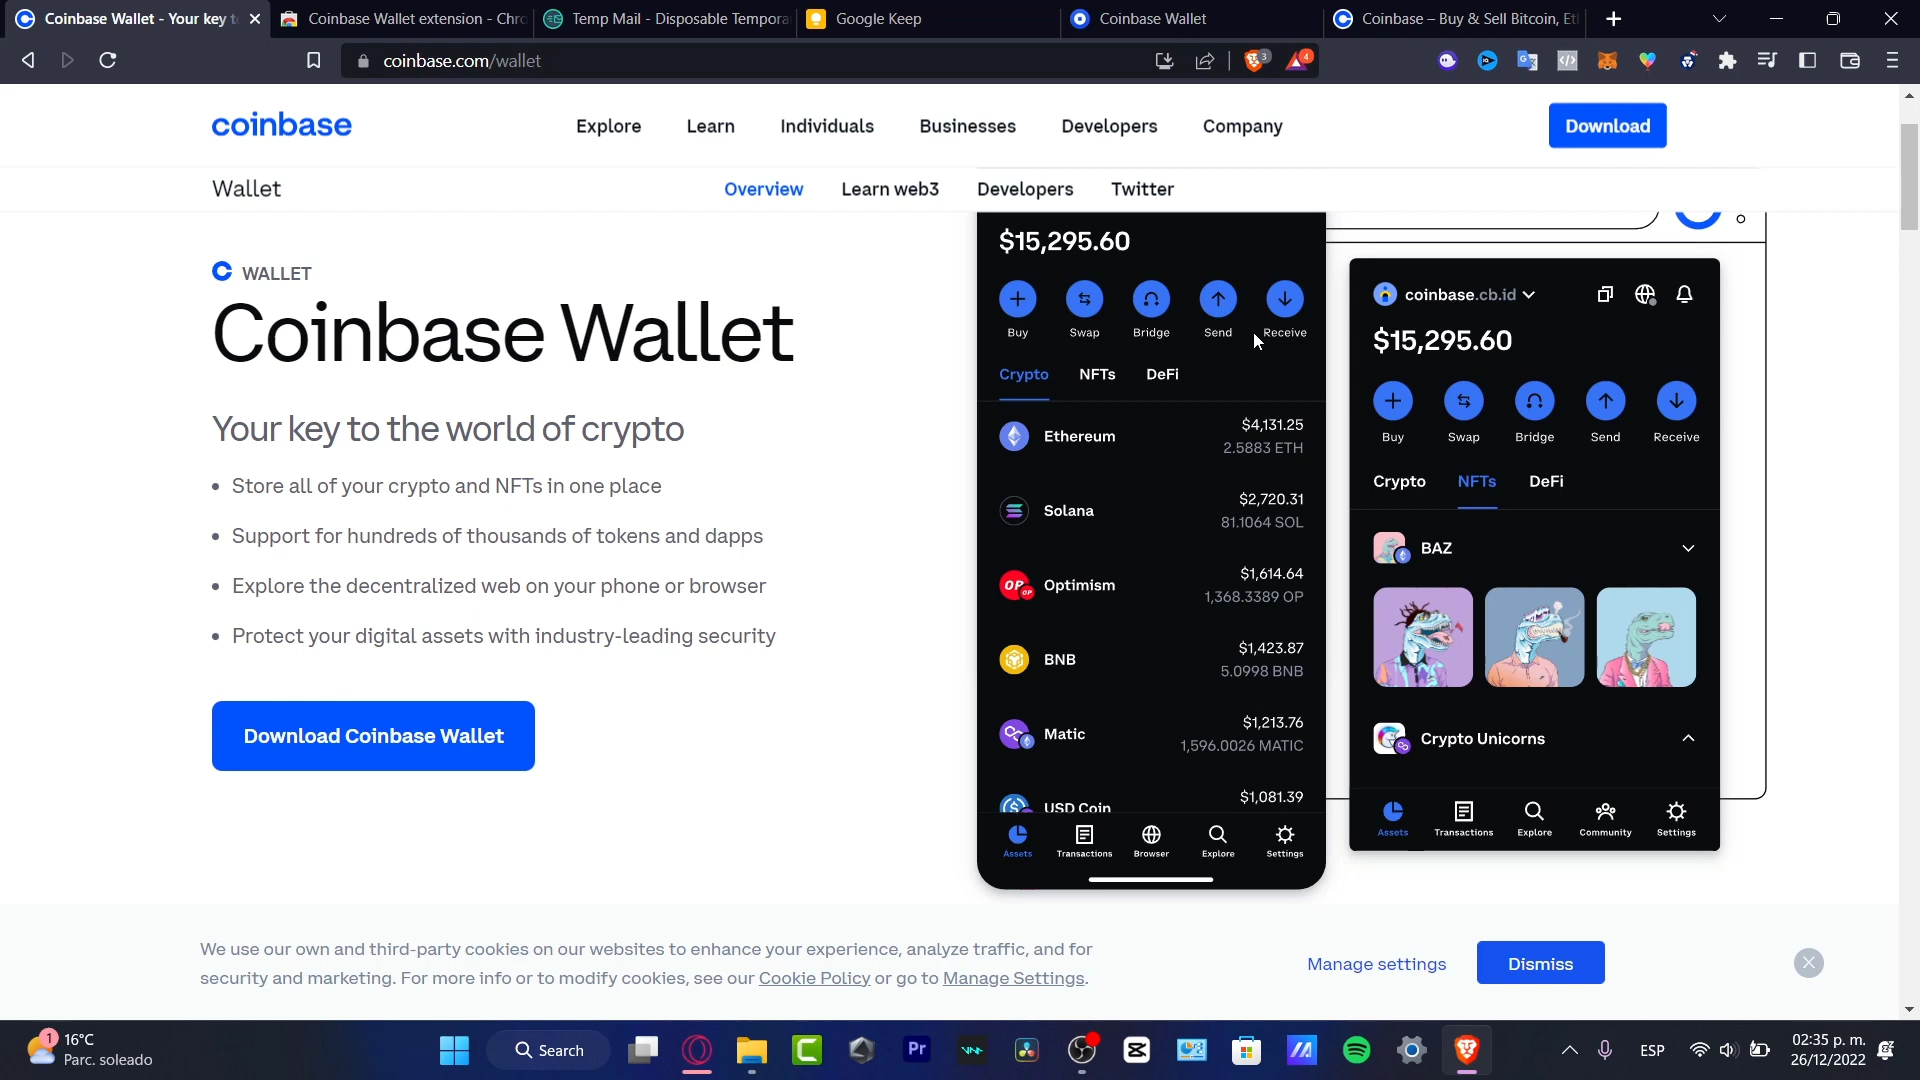 Coinbase Wallet - Your key t
Coinbase Wallet extension - Chro
Temp Mail - Disposable Tempora
Google Keep
Coinbase Wallet
Coinbase – Buy & Sell Bitcoin, Et
coinbase.com/wallet
3
4
coinbase
Explore
Learn
Individuals
Businesses
Developers
Company
Download
Wallet
Overview
Learn web3
Developers
Twitter
WALLET
Coinbase Wallet
Your key to the world of crypto
• Store all of your crypto and NFTs in one place
• Support for hundreds of thousands of tokens and dapps
• Explore the decentralized web on your phone or browser
• Protect your digital assets with industry-leading security
Download Coinbase Wallet
$15,295.60
Buy
Swap
Bridge
Send
Receive
Crypto
NFTs
DeFi
Ethereum
$4,131.25
2.5883 ETH
Solana
$2,720.31
81.1064 SOL
OP
OP
Optimism
$1,614.64
1,368.3389 OP
BNB
$1,423.87
5.0998 BNB
Matic
$1,213.76
1,596.0026 MATIC
USD Coin
$1,081.39
Assets
Transactions
Browser
Explore
Settings
coinbase.cb.id
$15,295.60
Buy
Swap
Bridge
Send
Receive
Crypto
NFTs
DeFi
BAZ
Crypto Unicorns
Assets
Transactions
Explore
Community
Settings
We use our own and third-party cookies on our websites to enhance your experience, analyze traffic, and for
security and marketing. For more info or to modify cookies, see our Cookie Policy or go to Manage Settings.
Manage settings
Dismiss
1
16°C
Parc. soleado
Search
Pr
ESP
02:35 p. m.
26/12/2022